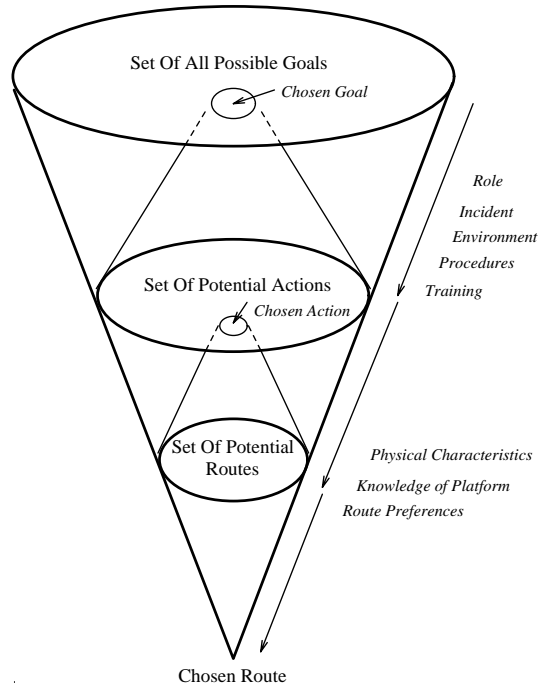 Set Of All Possible Goals
Chosen Goal
Role
Incident
Environment
Procedures
Training
Set Of Potential Actions
Chosen Action
Set Of Potential
Routes
Physical Characteristics
Knowledge of Platform
Route Preferences
Chosen Route